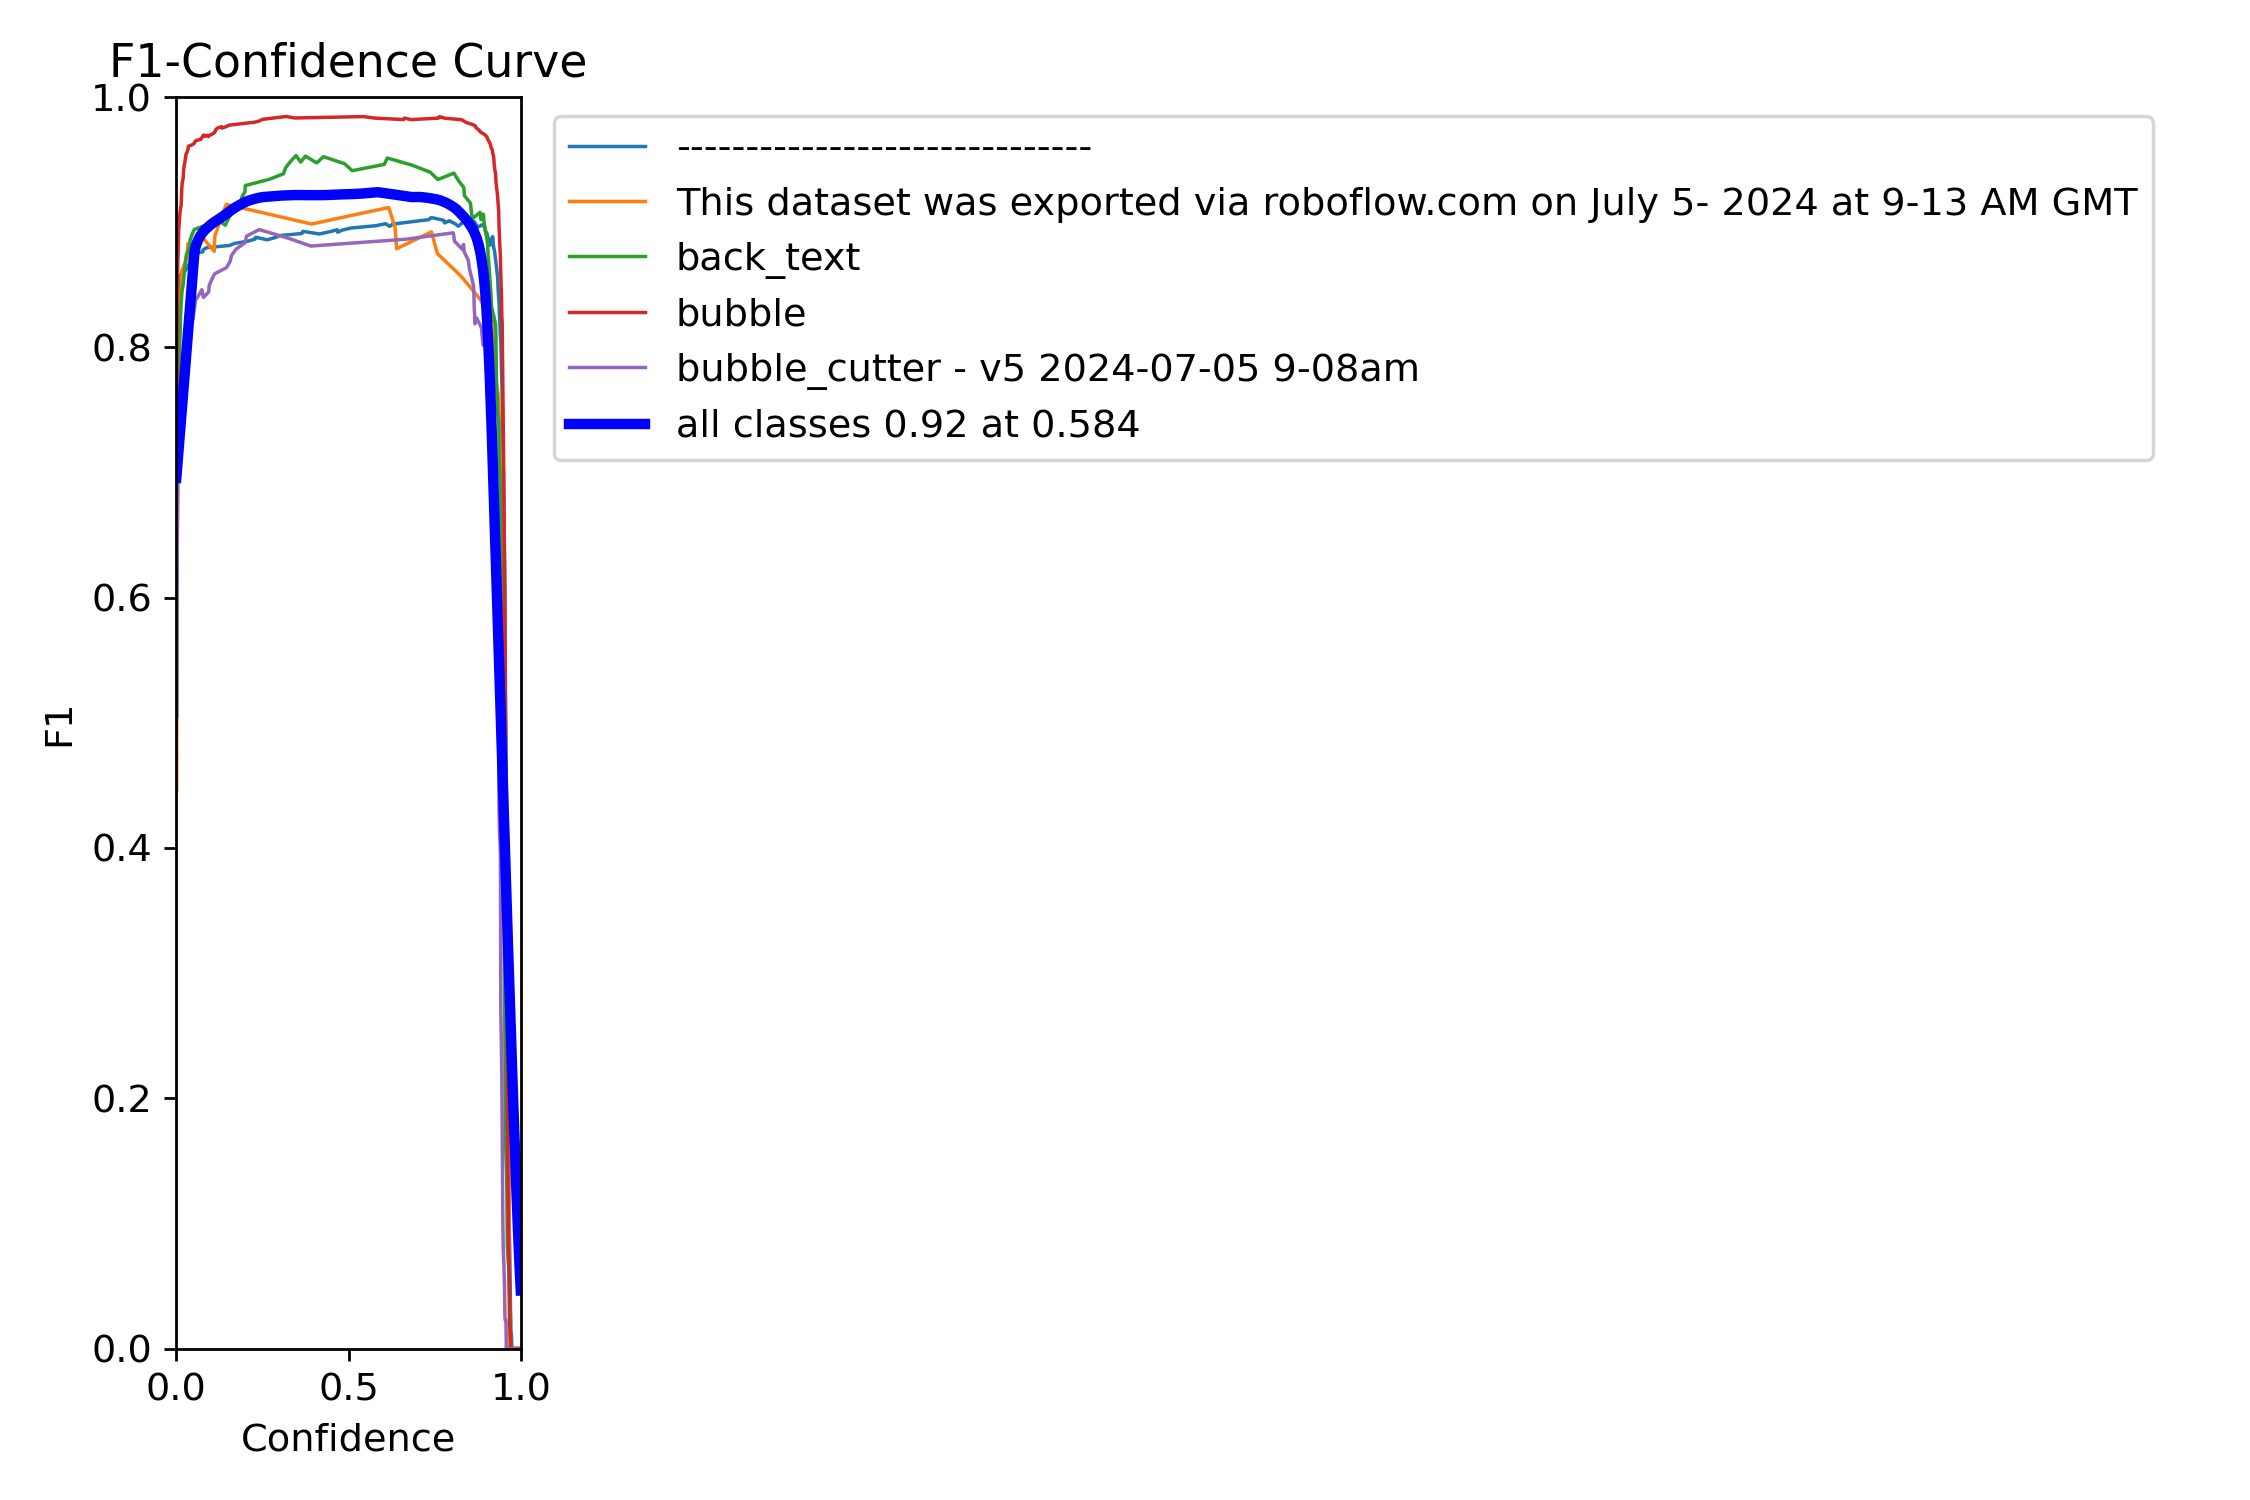 F1-Confidence Curve
1.0
0.8
0.6
0.4
0.2
0.0
F1
0.0 0.5 1.0
Confidence
------------------------------
This dataset was exported via roboflow.com on July 5- 2024 at 9-13 AM GMT
back_text
bubble
bubble_cutter - v5 2024-07-05 9-08am
all classes 0.92 at 0.584